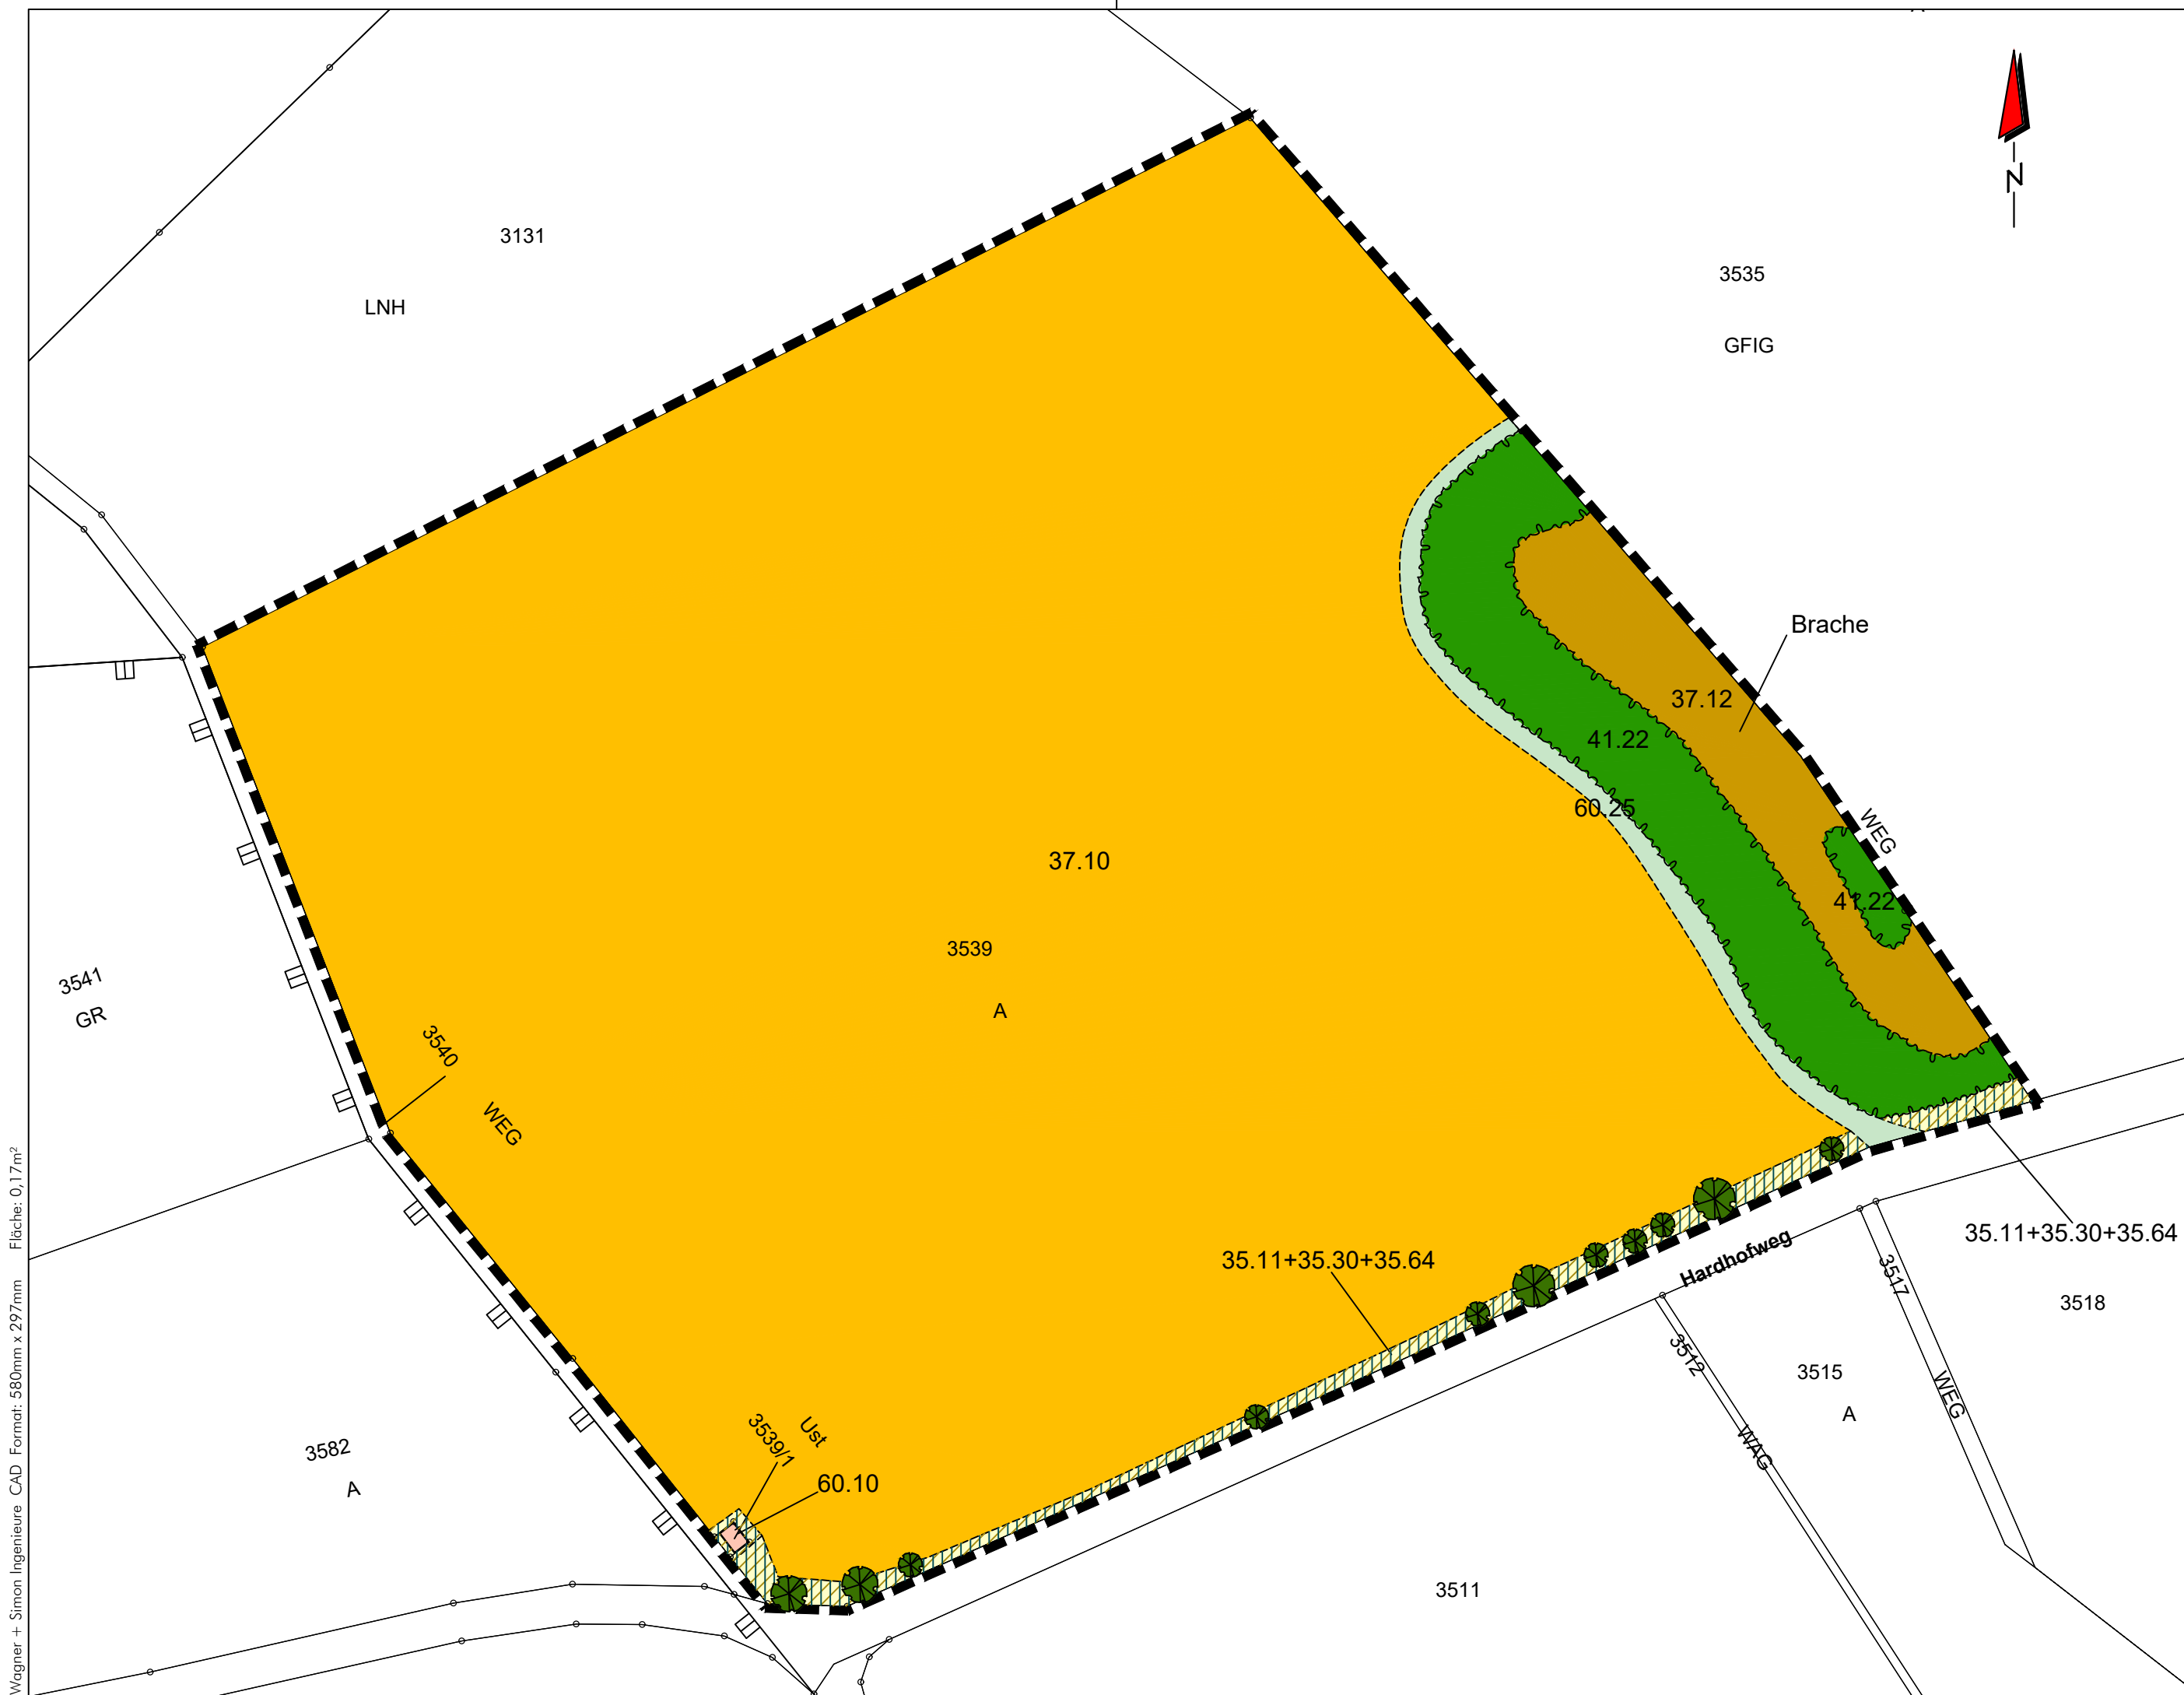 N
3131
LNH
3535
GFIG
Brache
37.12
41.22
60.25
WEG
41.22
37.10
3539
A
3541
GR
3540
WEG
35.11+35.30+35.64
35.11+35.30+35.64
Hardhofweg
3517
3518
3512
3515
A
WEG
WAG
3582
A
3539/1
Ust
60.10
3511
Wagner + Simon Ingenieure CAD Format: 580mm x 297mm Fläche: 0,17m²